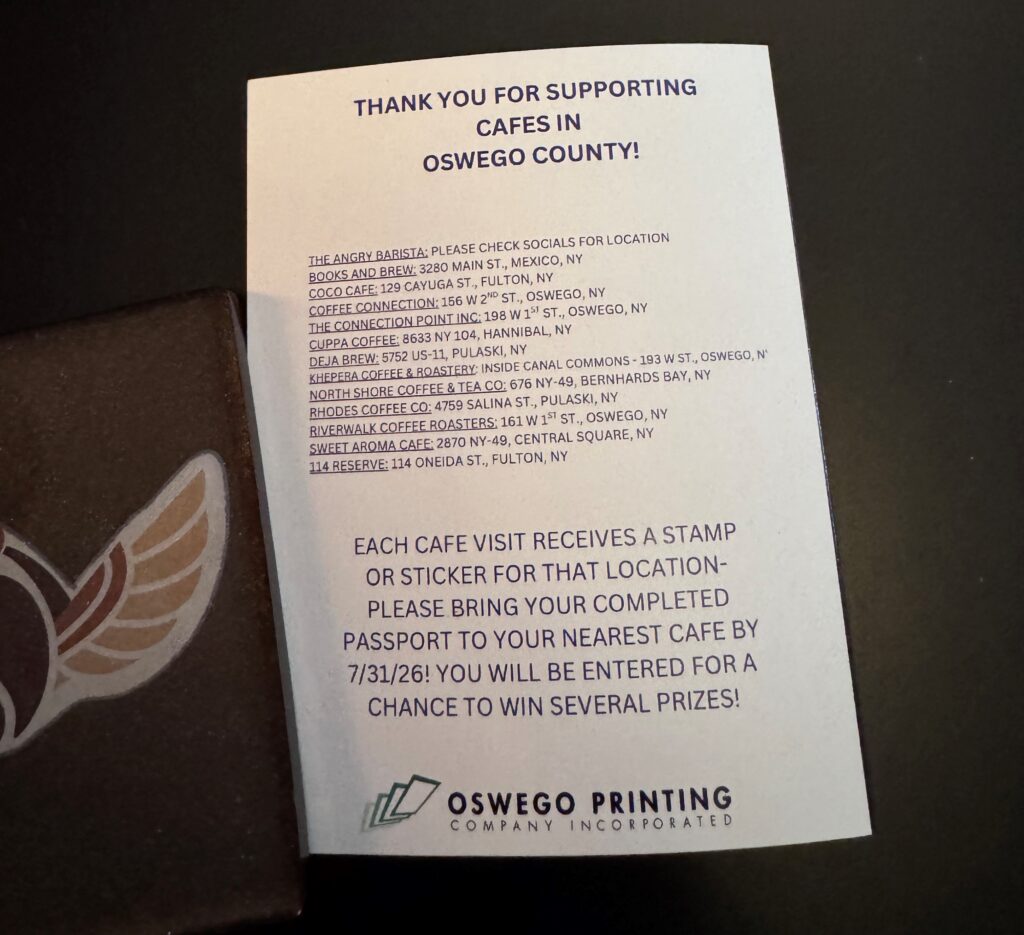 THANK YOU FOR SUPPORTING
CAFES IN
OSWEGO COUNTY!
THE ANGRY BARISTA: PLEASE CHECK SOCIALS FOR LOCATION
BOOKS AND BREW: 3280 MAIN ST., MEXICO, NY
COCO CAFE: 129 CAYUGA ST., FULTON, NY
COFFEE CONNECTION: 156 W 2ND ST., OSWEGO, NY
THE CONNECTION POINT INC: 198 W 1ST ST., OSWEGO, NY
CUPPA COFFEE: 8633 NY 104, HANNIBAL, NY
DEJA BREW: 5752 US-11, PULASKI, NY
KHEPERA COFFEE & ROASTERY: INSIDE CANAL COMMONS - 193 W ST., OSWEGO, N
NORTH SHORE COFFEE & TEA CO: 676 NY-49, BERNHARDS BAY, NY
RHODES COFFEE CO: 4759 SALINA ST., PULASKI, NY
RIVERWALK COFFEE ROASTERS: 161 W 1ST ST., OSWEGO, NY
SWEET AROMA CAFE: 2870 NY-49, CENTRAL SQUARE, NY
114 RESERVE: 114 ONEIDA ST., FULTON, NY
EACH CAFE VISIT RECEIVES A STAMP
OR STICKER FOR THAT LOCATION-
PLEASE BRING YOUR COMPLETED
PASSPORT TO YOUR NEAREST CAFE BY
7/31/26! YOU WILL BE ENTERED FOR A
CHANCE TO WIN SEVERAL PRIZES!
OSWEGO PRINTING
COMPANY INCORPORATED